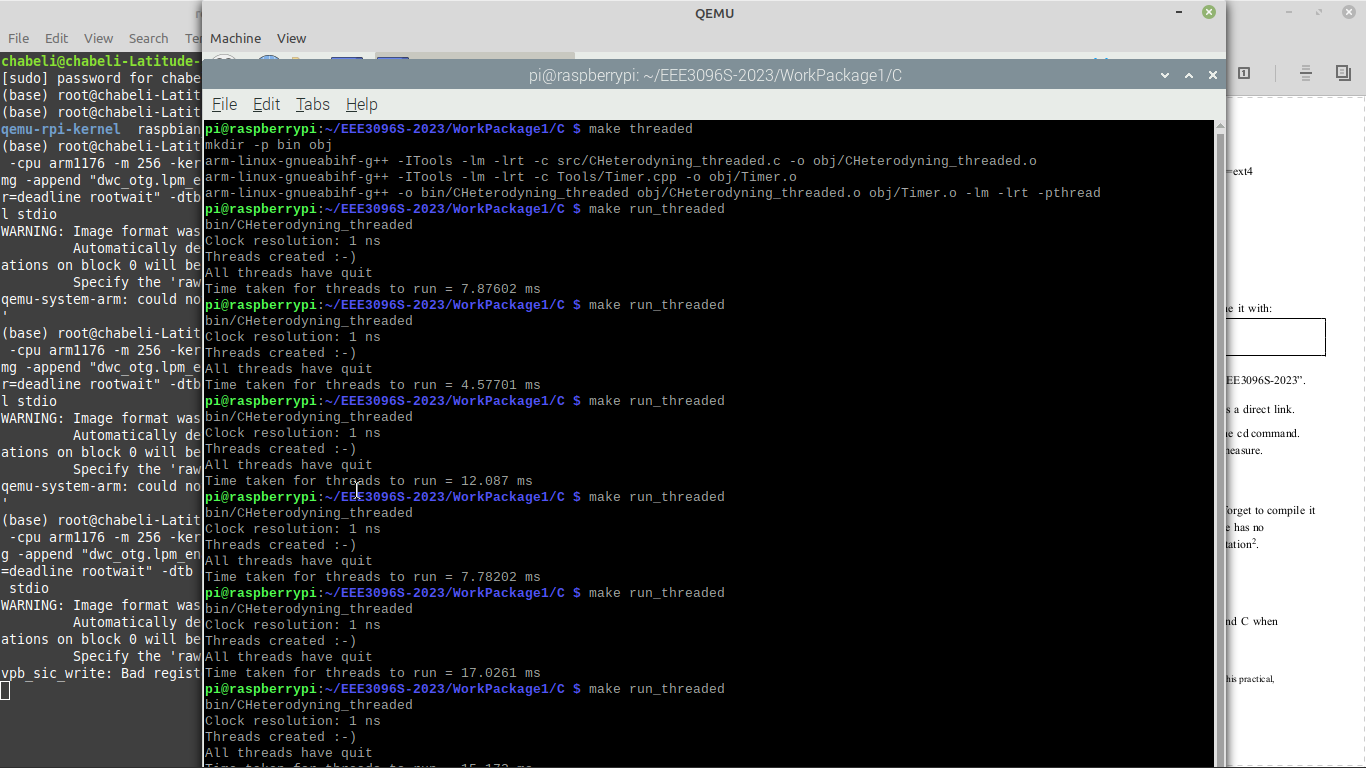 QEMU
File Edit View Search
Machine View
chabeli@chabeli-Latitude-
[sudo] password for chabe
(base) root@chabeli-Latit
(base) root@chabeli-Latit
qemu-rpi-kernel raspbian
(base) root@chabeli-Latit
-cpu arm1176 -m 256 -ker
mg -append "dwc_otg.lpm_e
r=deadline rootwait" -dtb
l stdio
WARNING: Image format was
Automatically de
ations on block 0 will be
Specify the 'raw
qemu-system-arm: could no
'
(base) root@chabeli-Latit
-cpu arm1176 -m 256 -ker
mg -append "dwc_otg.lpm_e
r=deadline rootwait" -dtb
l stdio
WARNING: Image format was
Automatically de
ations on block 0 will be
Specify the 'raw
qemu-system-arm: could no
'
(base) root@chabeli-Latit
-cpu arm1176 -m 256 -ker
g -append "dwc_otg.lpm_en
=deadline rootwait" -dtb
stdio
WARNING: Image format was
Automatically de
ations on block 0 will be
Specify the 'raw
vpb_sic_write: Bad regist
pi@raspberrypi: ~/EEE3096S-2023/WorkPackage1/C
File Edit Tabs Help
pi@raspberrypi:~/EEE3096S-2023/WorkPackage1/C $ make threaded
mkdir -p bin obj
arm-linux-gnueabihf-g++ -ITools -lm -lrt -c src/CHeterodyning_threaded.c -o obj/CHeterodyning_threaded.o
arm-linux-gnueabihf-g++ -ITools -lm -lrt -c Tools/Timer.cpp -o obj/Timer.o
arm-linux-gnueabihf-g++ -o bin/CHeterodyning_threaded obj/CHeterodyning_threaded.o obj/Timer.o -lm -lrt -pthread
pi@raspberrypi:~/EEE3096S-2023/WorkPackage1/C $ make run_threaded
bin/CHeterodyning_threaded
Clock resolution: 1 ns
Threads created :-)
All threads have quit
Time taken for threads to run = 7.87602 ms
pi@raspberrypi:~/EEE3096S-2023/WorkPackage1/C $ make run_threaded
bin/CHeterodyning_threaded
Clock resolution: 1 ns
Threads created :-)
All threads have quit
Time taken for threads to run = 4.57701 ms
pi@raspberrypi:~/EEE3096S-2023/WorkPackage1/C $ make run_threaded
bin/CHeterodyning_threaded
Clock resolution: 1 ns
Threads created :-)
All threads have quit
Time taken for threads to run = 12.087 ms
pi@raspberrypi:~/EEE3096S-2023/WorkPackage1/C $ make run_threaded
bin/CHeterodyning_threaded
Clock resolution: 1 ns
Threads created :-)
All threads have quit
Time taken for threads to run = 7.78202 ms
pi@raspberrypi:~/EEE3096S-2023/WorkPackage1/C $ make run_threaded
bin/CHeterodyning_threaded
Clock resolution: 1 ns
Threads created :-)
All threads have quit
Time taken for threads to run = 17.0261 ms
pi@raspberrypi:~/EEE3096S-2023/WorkPackage1/C $ make run_threaded
bin/CHeterodyning_threaded
Clock resolution: 1 ns
Threads created :-)
All threads have quit
=ext4
it with:
EEE3096S-2023".
s a direct link.
cd command.
easure.
orget to compile it
e has no
tation².
nd C when
his practical,